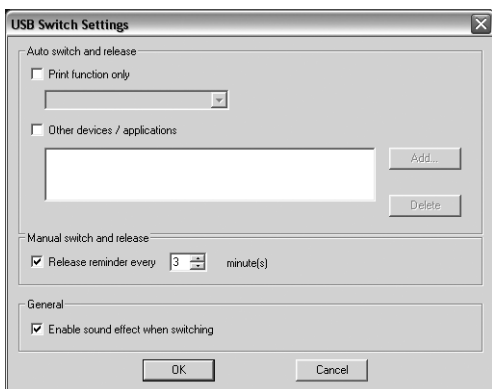 USB Switch Settings
Auto switch and release
Print function only
Other devices / applications
Add...
Delete
Manual switch and release
Release reminder every 3 minute(s)
General
Enable sound effect when switching
OK Cancel